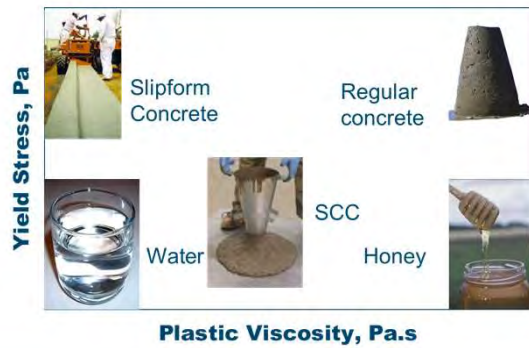 Yield Stress, Pa
Slipform
Concrete
Regular
concrete
SCC
Water
Honey
Plastic Viscosity, Pa.s